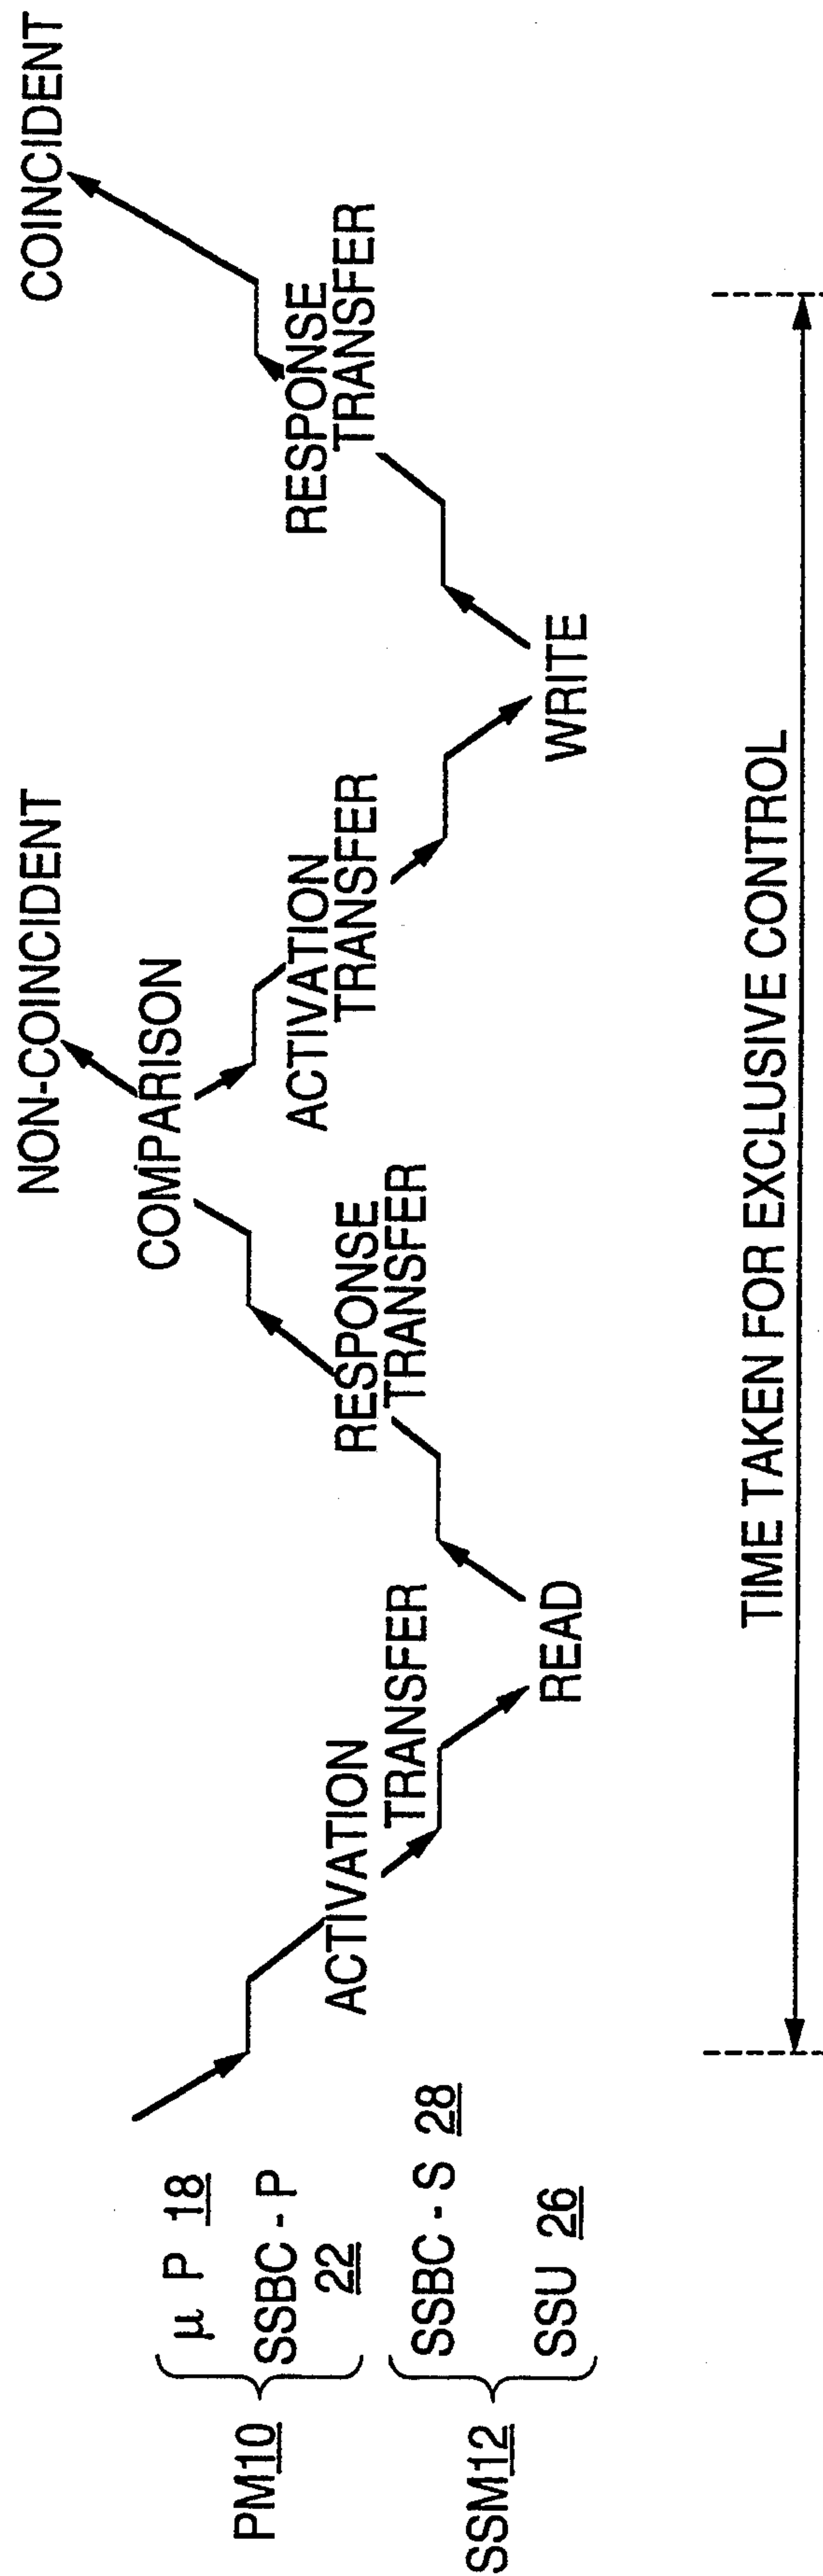 NON-COINCIDENT
COINCIDENT
COMPARISON
μ P 18
SSBC - P
22
PM10
ACTIVATION
TRANSFER
RESPONSE
TRANSFER
ACTIVATION
TRANSFER
RESPONSE
TRANSFER
SSBC - S 28
SSU 26
SSM12
READ
WRITE
TIME TAKEN FOR EXCLUSIVE CONTROL